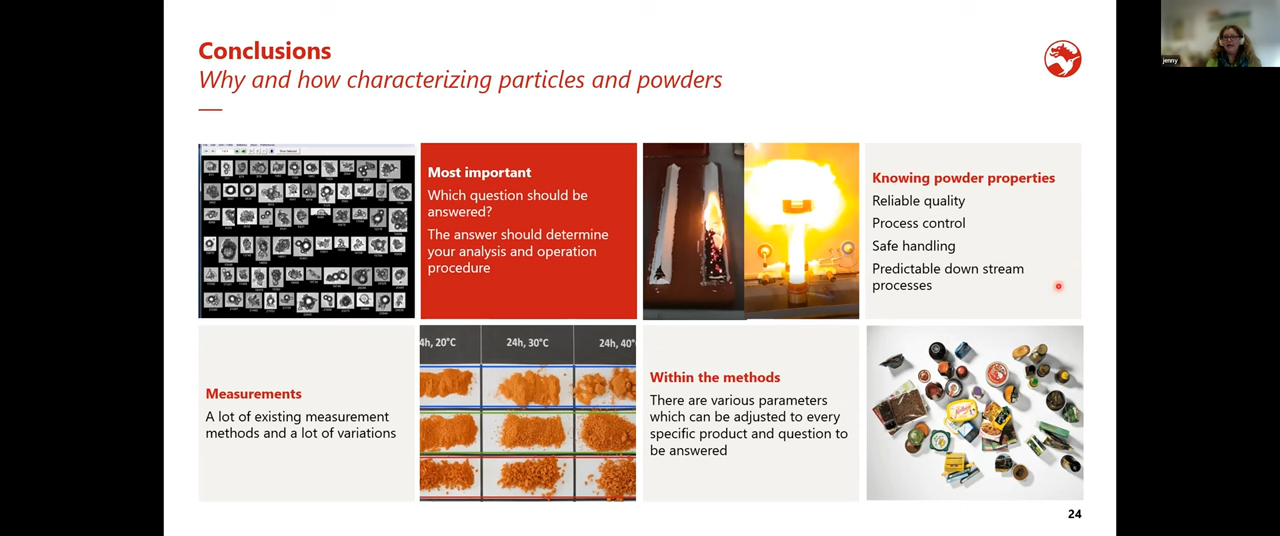 Conclusions
Why and how characterizing particles and powders
jenny
Most important
Which question should be
answered?
The answer should determine
your analysis and operation
procedure
Knowing powder properties
Reliable quality
Process control
Safe handling
Predictable down stream
processes
Measurements
A lot of existing measurement
methods and a lot of variations
4h, 20°C
24h, 30°C
24h, 40°
Within the methods
There are various parameters
which can be adjusted to every
specific product and question to
be answered
24